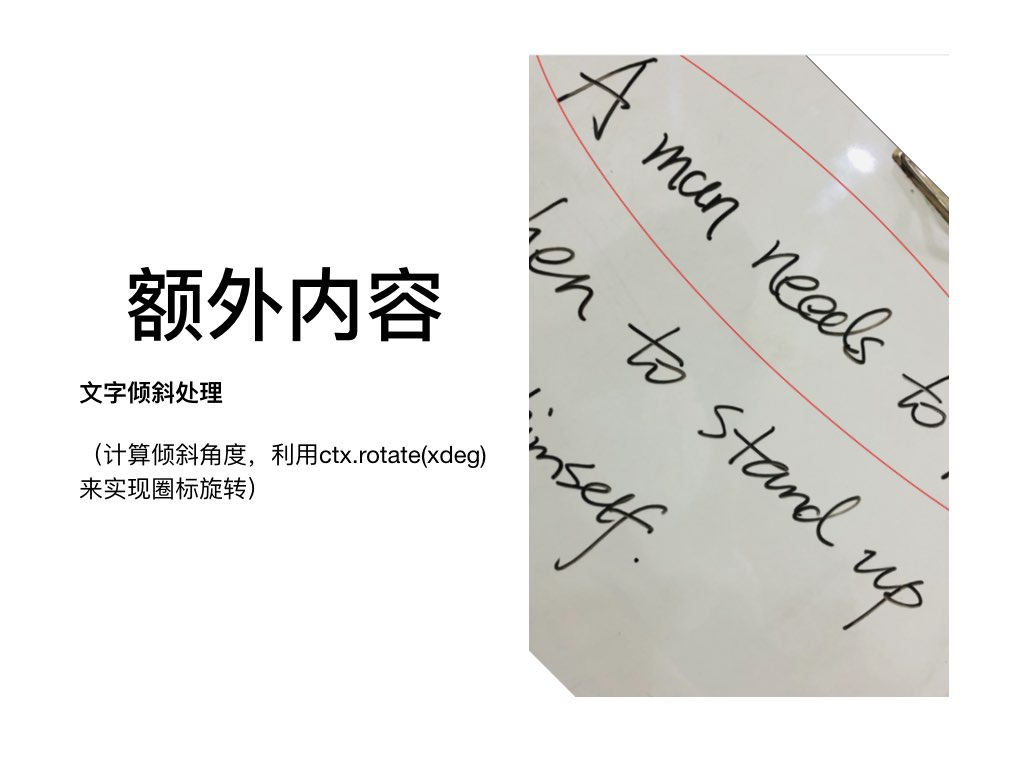 额外内容
文字倾斜处理
（计算倾斜角度，利用ctx.rotate(xdeg)
来实现圈标旋转）
A man needs to
hen to stand up
imself.